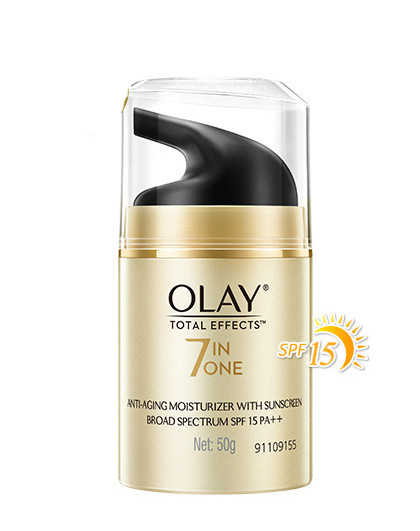 OLAY®
TOTAL EFFECTS™
7 IN ONE
SPF 15
ANTI-AGING MOISTURIZER WITH SUNSCREEN
BROAD SPECTRUM SPF 15 PA++
Net: 50g
91109155